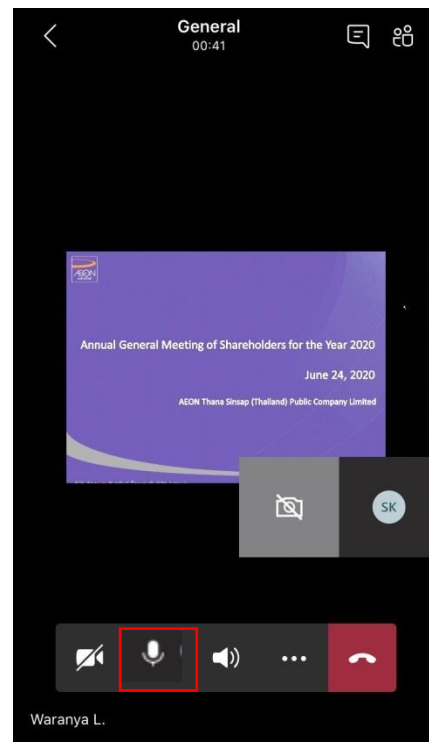 General
00:41
AEON
Annual General Meeting of Shareholders for the Year 2020
June 24, 2020
AEON Thana Sinsap (Thailand) Public Company Limited
SK
Waranya L.